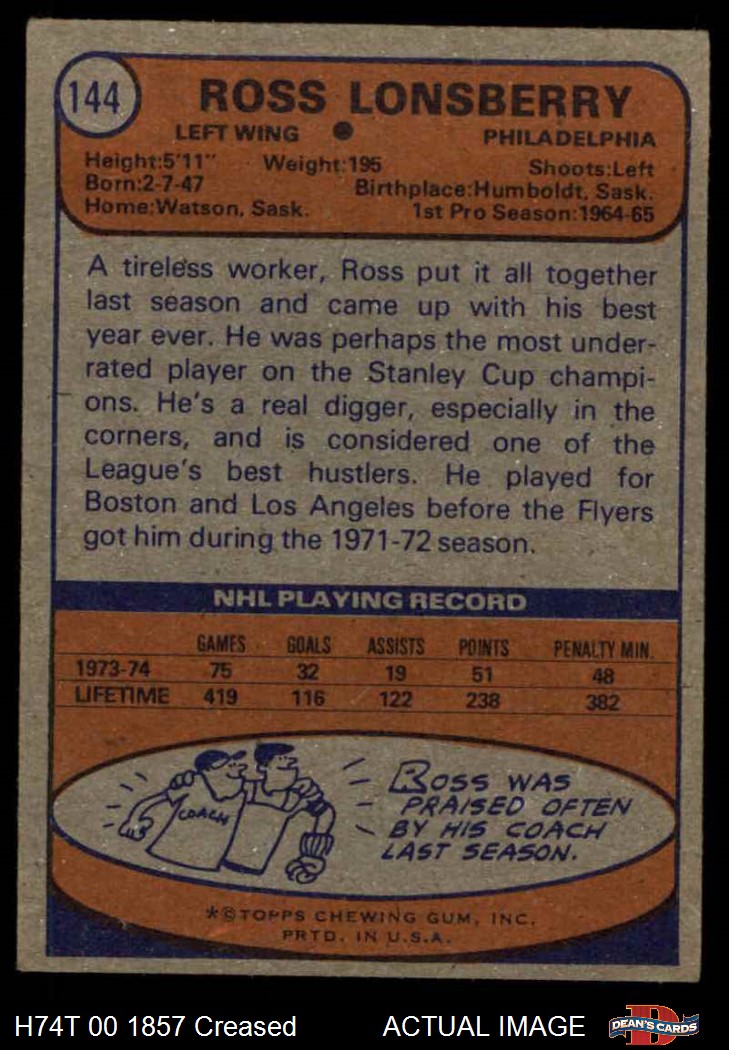 144
ROSS LONSBERRY
LEFT WING ● PHILADELPHIA
Height:5'11" Weight:195 Shoots:Left
Born:2-7-47 Birthplace:Humboldt, Sask.
Home:Watson, Sask. 1st Pro Season:1964-65
A tireless worker, Ross put it all together
last season and came up with his best
year ever. He was perhaps the most under-
rated player on the Stanley Cup champi-
ons. He's a real digger, especially in the
corners, and is considered one of the
League's best hustlers. He played for
Boston and Los Angeles before the Flyers
got him during the 1971-72 season.
NHL PLAYING RECORD
GAMES GOALS ASSISTS POINTS PENALTY MIN.
1973-74 75 32 19 51 48
LIFETIME 419 116 122 238 382
COACH
ROSS WAS
PRAISED OFTEN
BY HIS COACH
LAST SEASON.
*©TOPPS CHEWING GUM, INC.
PRTD. IN U.S.A.
H74T 00 1857 Creased ACTUAL IMAGE
D
DEAN'S CARDS